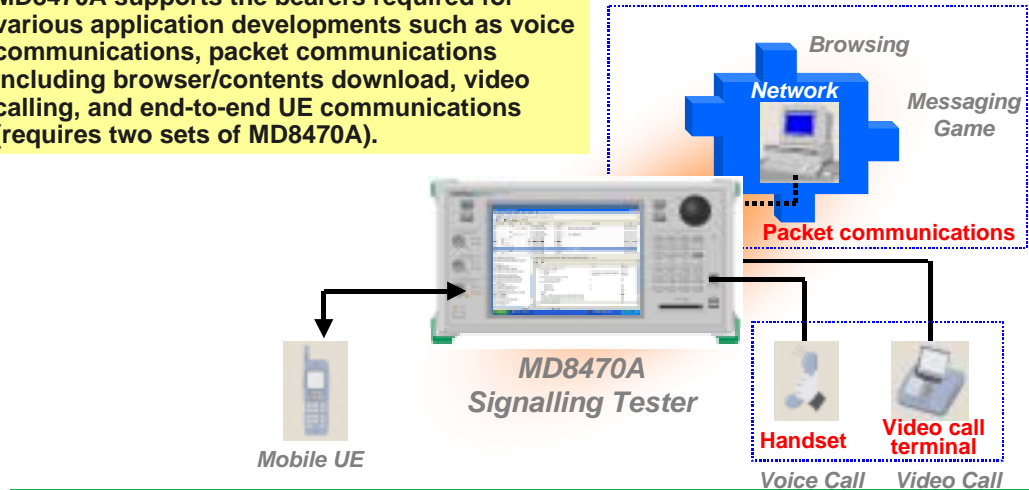 MD8470A supports the bearers required for
various application developments such as voice
communications, packet communications
including browser/contents download, video
calling, and end-to-end UE communications
(requires two sets of MD8470A).
Browsing
Network
Messaging
Game
Packet communications
MD8470A
Signalling Tester
Mobile UE
Handset
Video call
terminal
Voice Call
Video Call